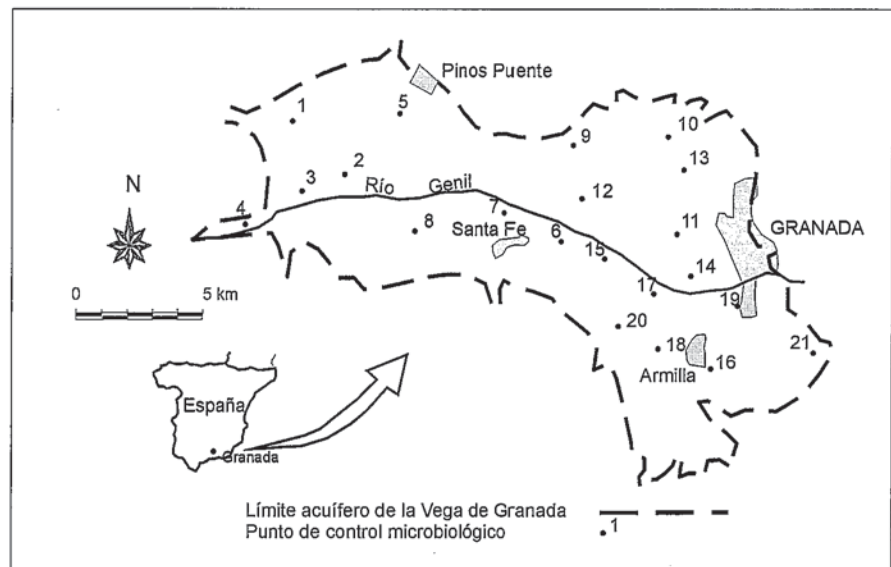 Pinos Puente
1
5
10
9
13
2
3
Río Genil
12
N
4
7
8
Santa Fe
11
GRANADA
6
15
14
0 5 km
17
19
20
18
21
Armilla
16
España
Granada
Límite acuífero de la Vega de Granada
Punto de control microbiológico
1